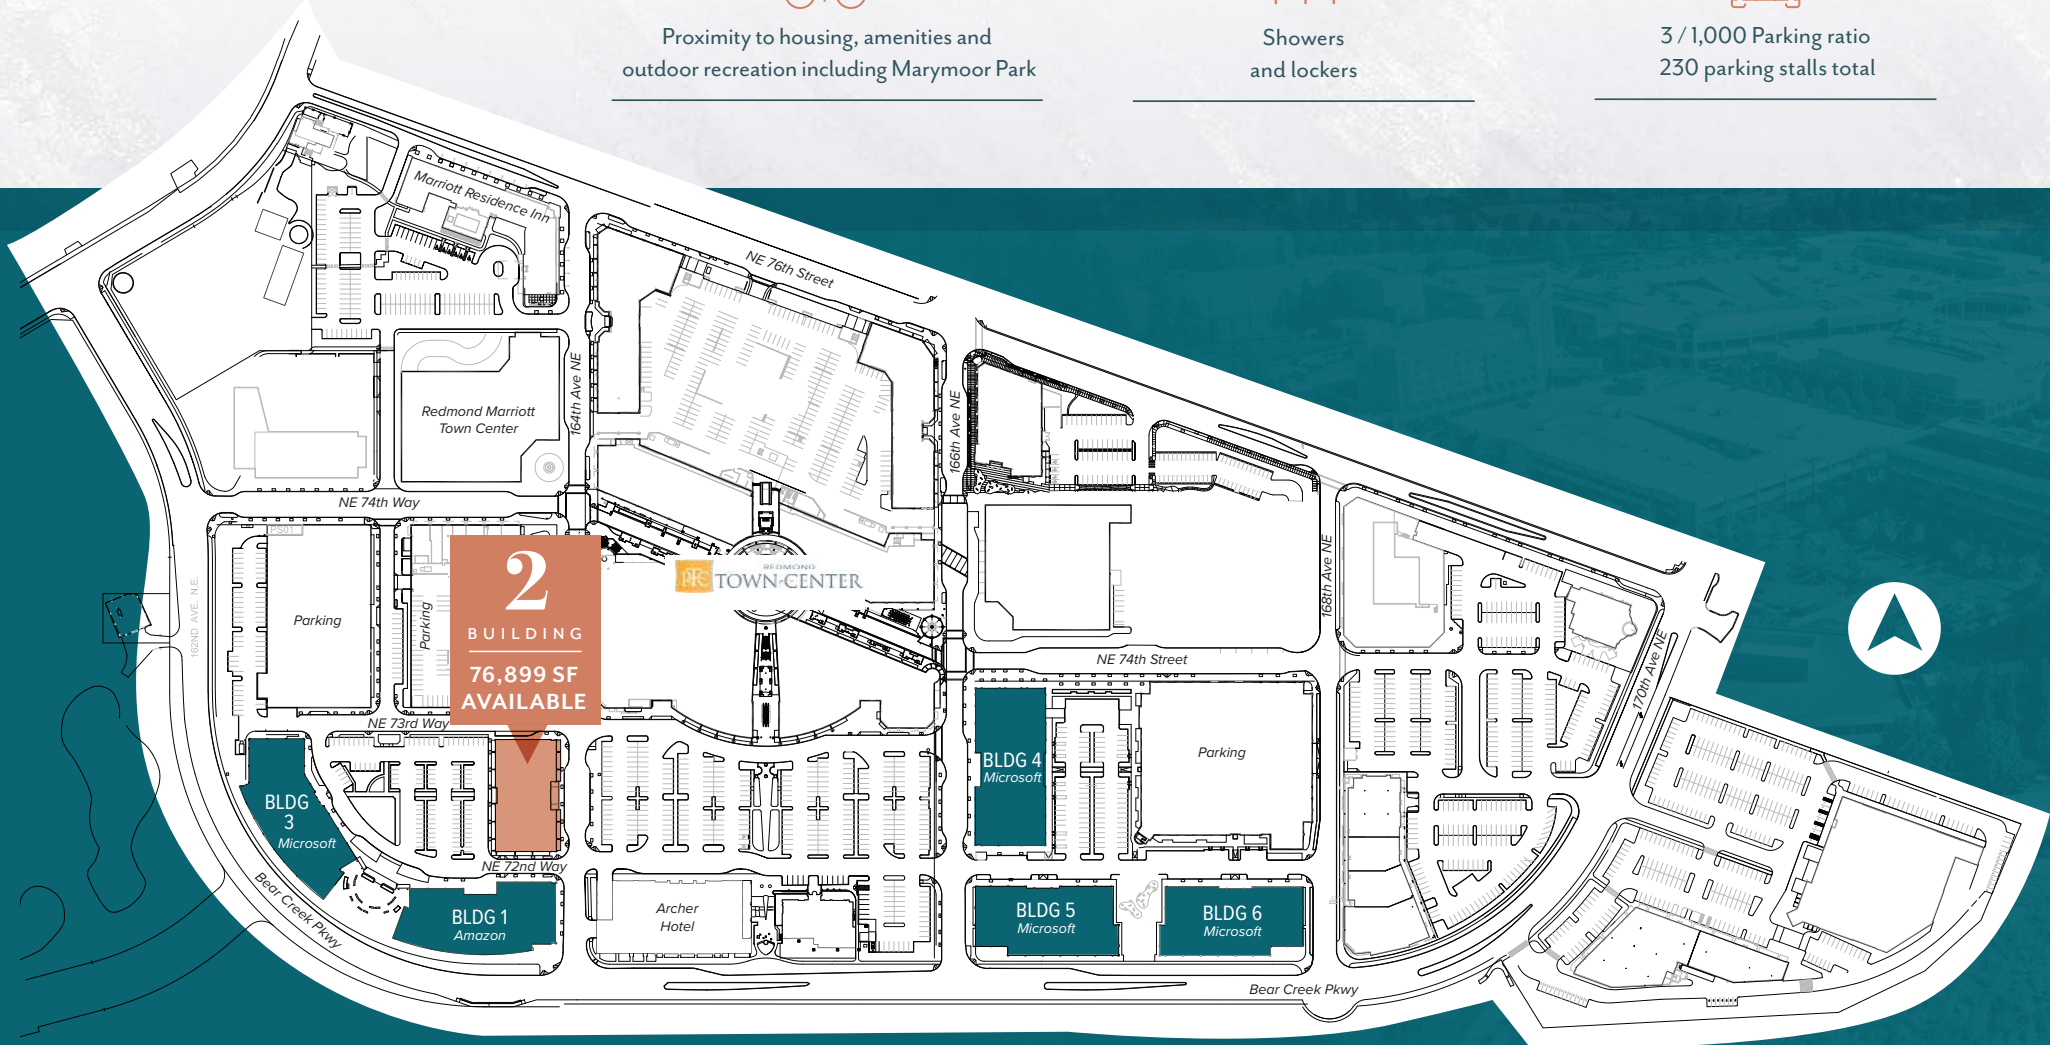 Proximity to housing, amenities and
outdoor recreation including Marymoor Park
Showers
and lockers
3 / 1,000 Parking ratio
230 parking stalls total
Marriott Residence Inn
NE 76th Street
164th Ave NE
Redmond Marriott
Town Center
166th Ave NE
NE 74th Way
PS01
162ND AVE. N.E.
Parking
Parking
2
BUILDING
76,899 SF
AVAILABLE
REDMOND
RTC TOWN·CENTER
168th Ave NE
170th Ave NE
NE 74th Street
NE 73rd Way
BLDG 4
Microsoft
Parking
BLDG
3
Microsoft
NE 72nd Way
Bear Creek Pkwy
BLDG 1
Amazon
Archer
Hotel
BLDG 5
Microsoft
BLDG 6
Microsoft
Bear Creek Pkwy